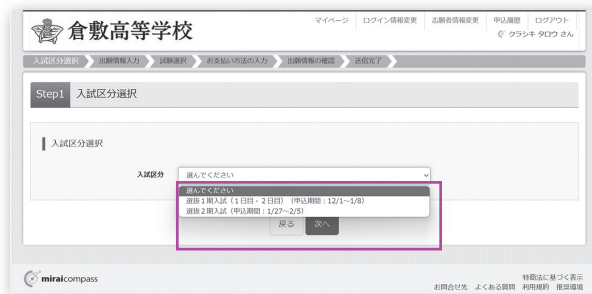 倉敷高等学校
マイページ ログイン情報変更 志願者情報変更 申込履歴 ログアウト
クラシキ タロウ さん
入試区分選択 出願情報入力 試験選択 お支払い方法の入力 出願情報の確認 送信完了
Step1 入試区分選択
入試区分選択
入試区分 選んでください
選んでください
選抜1期入試(1日目・2日目)(申込期間:12/1~1/8)
選抜2期入試(申込期間:1/27~2/5)
戻る 次へ
miraicompass
特商法に基づく表示
お問合せ先 よくある質問 利用規約 推奨環境